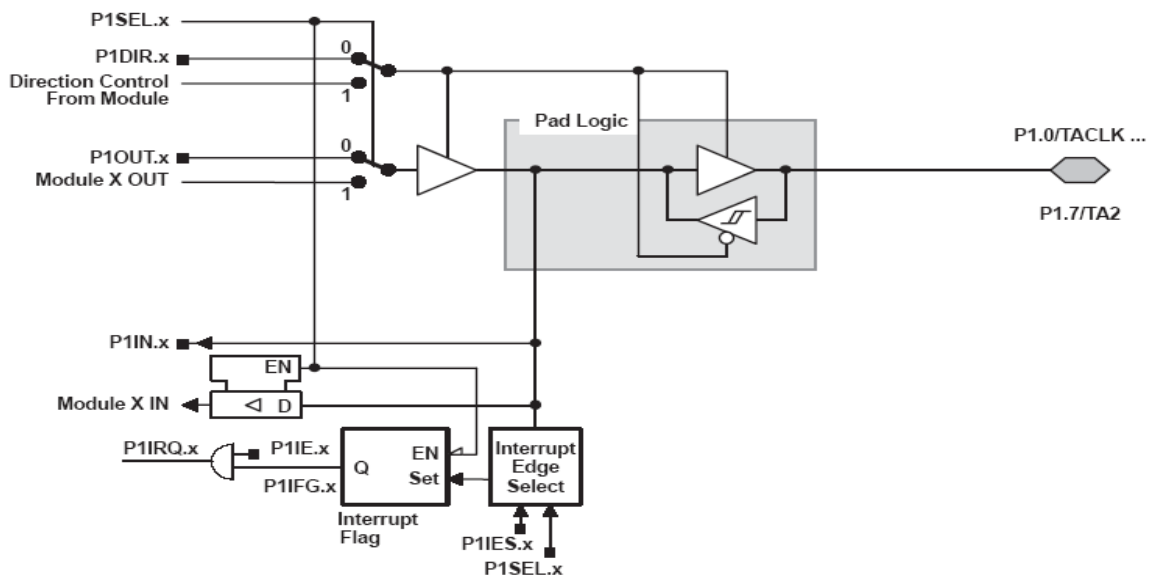 P1SEL.x
P1DIR.x
0
Direction Control
From Module
1
Pad Logic
P1.0/TACLK ...
P1OUT.x
0
Module X OUT
1
P1.7/TA2
P1IN.x
EN
Module X IN
D
P1IRQ.x
P1IE.x
P1IFG.x
Q
EN
Set
Interrupt
Flag
Interrupt
Edge
Select
P1IES.x
P1SEL.x